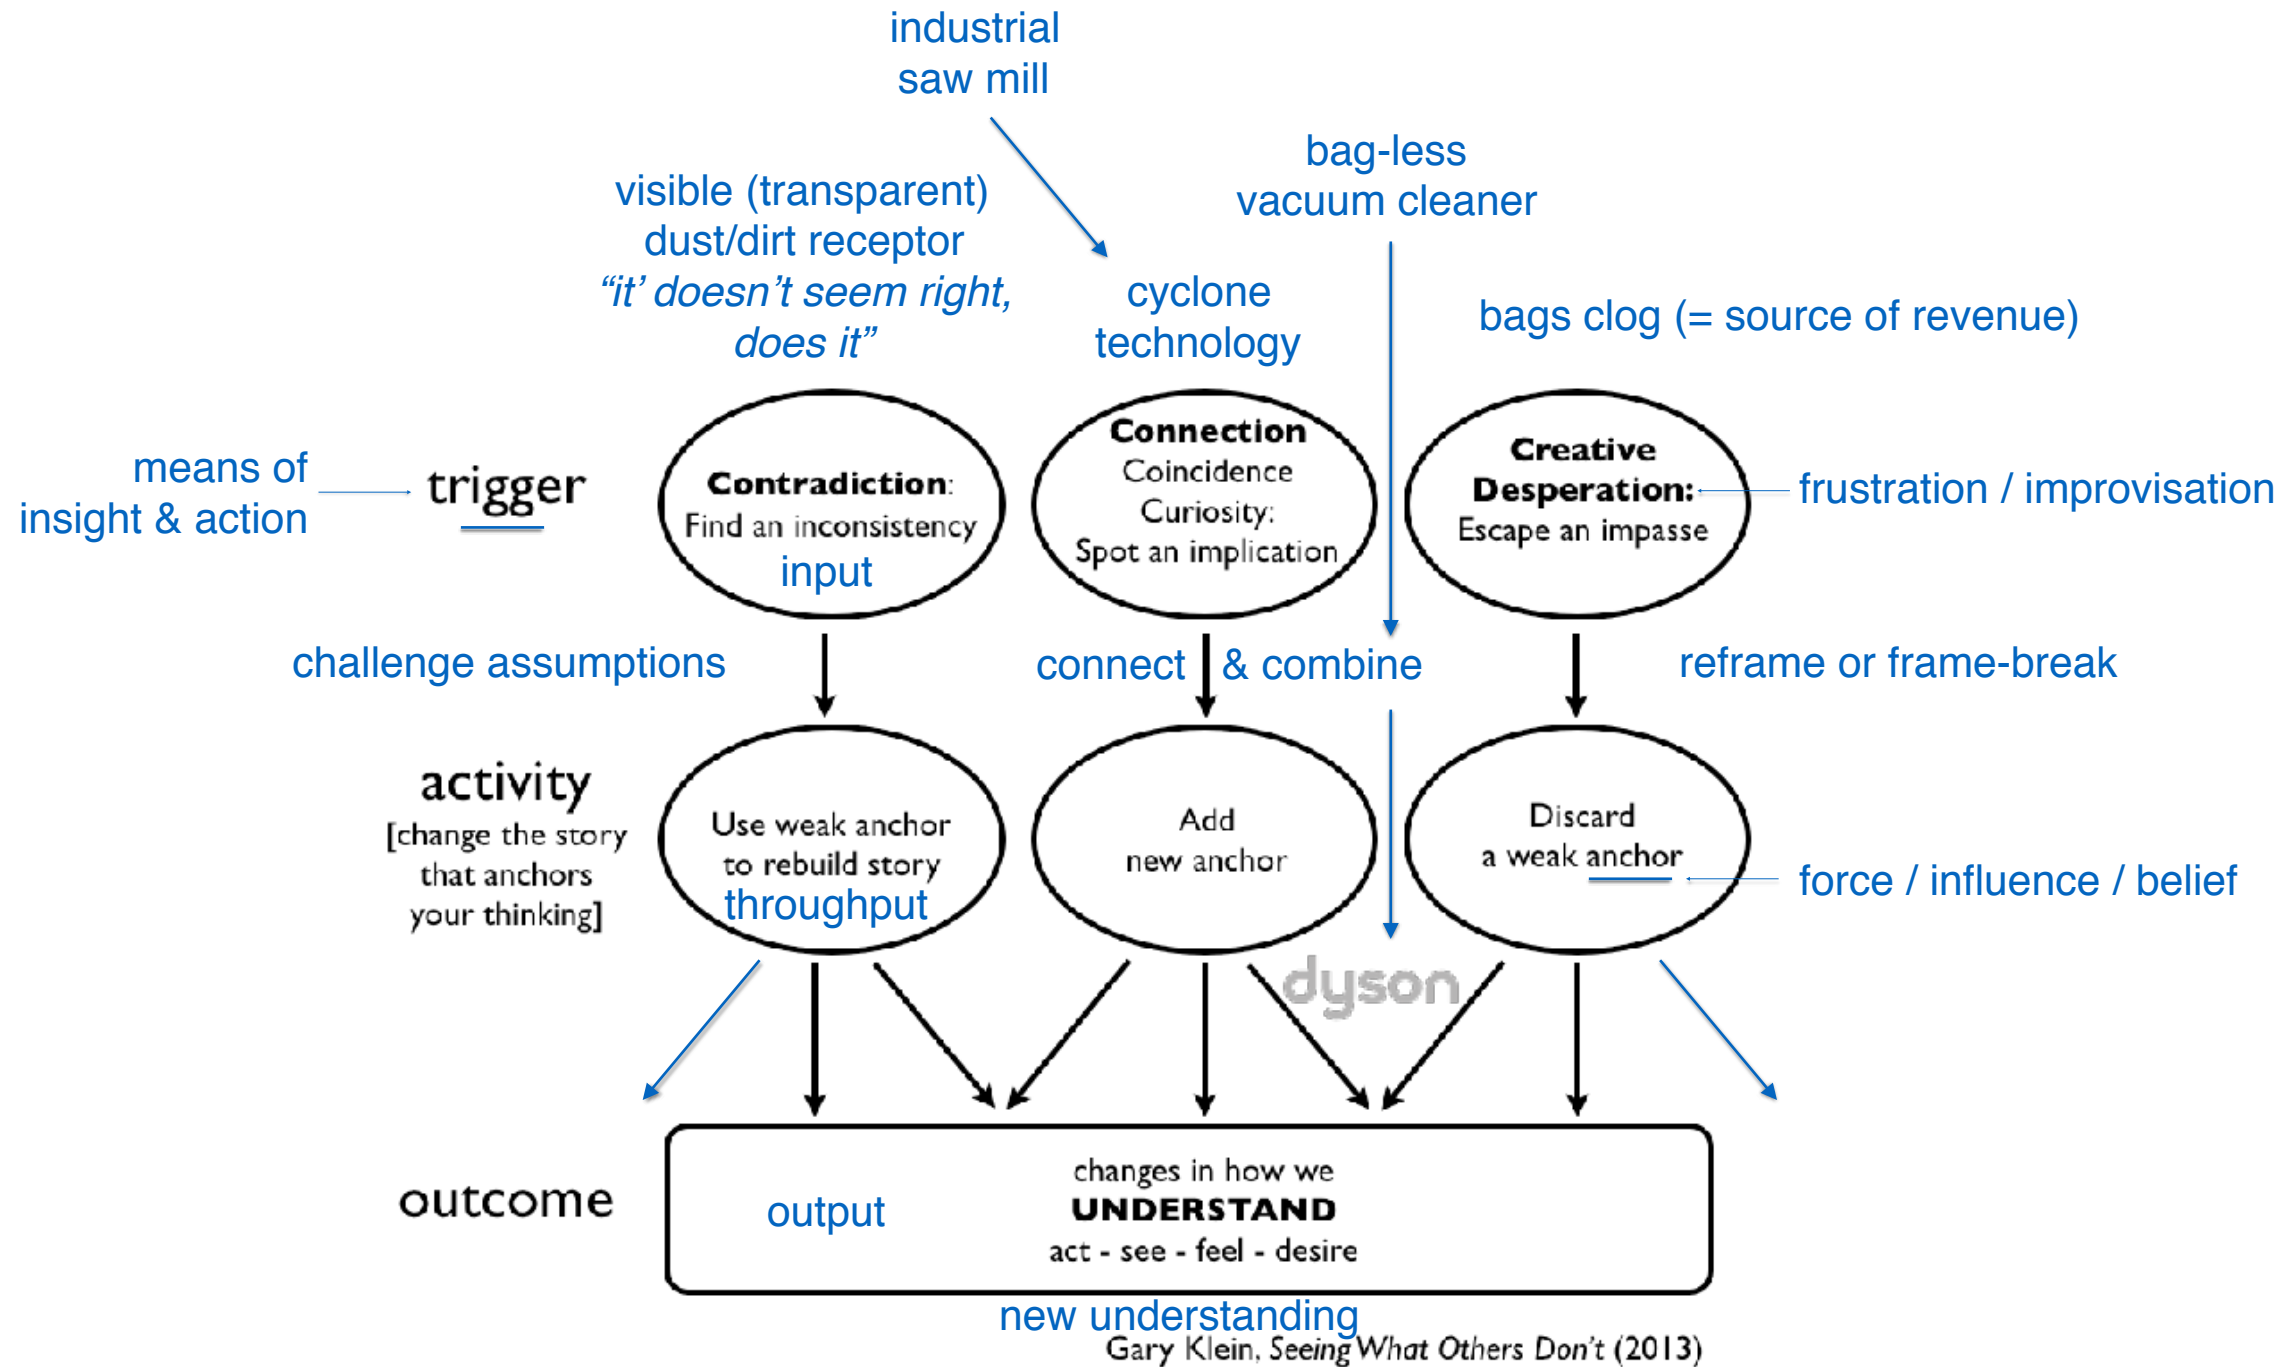 industrial
saw mill
bag-less
vacuum cleaner
visible (transparent)
dust/dirt receptor
“it’ doesn’t seem right,
does it”
cyclone
technology
bags clog (= source of revenue)
means of
insight & action
trigger
Contradiction:
Find an inconsistency
input
Connection
Coincidence
Curiosity:
Spot an implication
Creative
Desperation:
Escape an impasse
frustration / improvisation
challenge assumptions
connect & combine
reframe or frame-break
activity
[change the story
that anchors
your thinking]
Use weak anchor
to rebuild story
throughput
Add
new anchor
Discard
a weak anchor
force / influence / belief
dyson
outcome
output
changes in how we
UNDERSTAND
act - see - feel - desire
new understanding
Gary Klein, Seeing What Others Don't (2013)